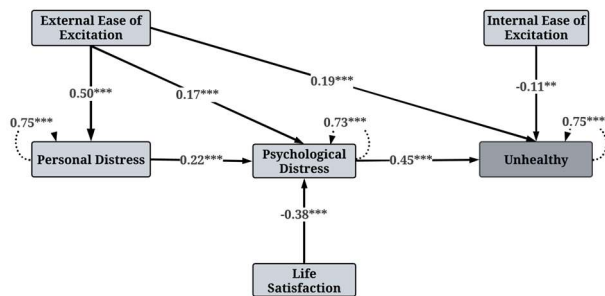 External Ease of
Excitation
Internal Ease of
Excitation
0.50***
0.17***
0.19***
-0.11**
0.75***
0.73***
0.75***
Personal Distress
0.22***
Psychological
Distress
0.45***
Unhealthy
-0.38***
Life
Satisfaction